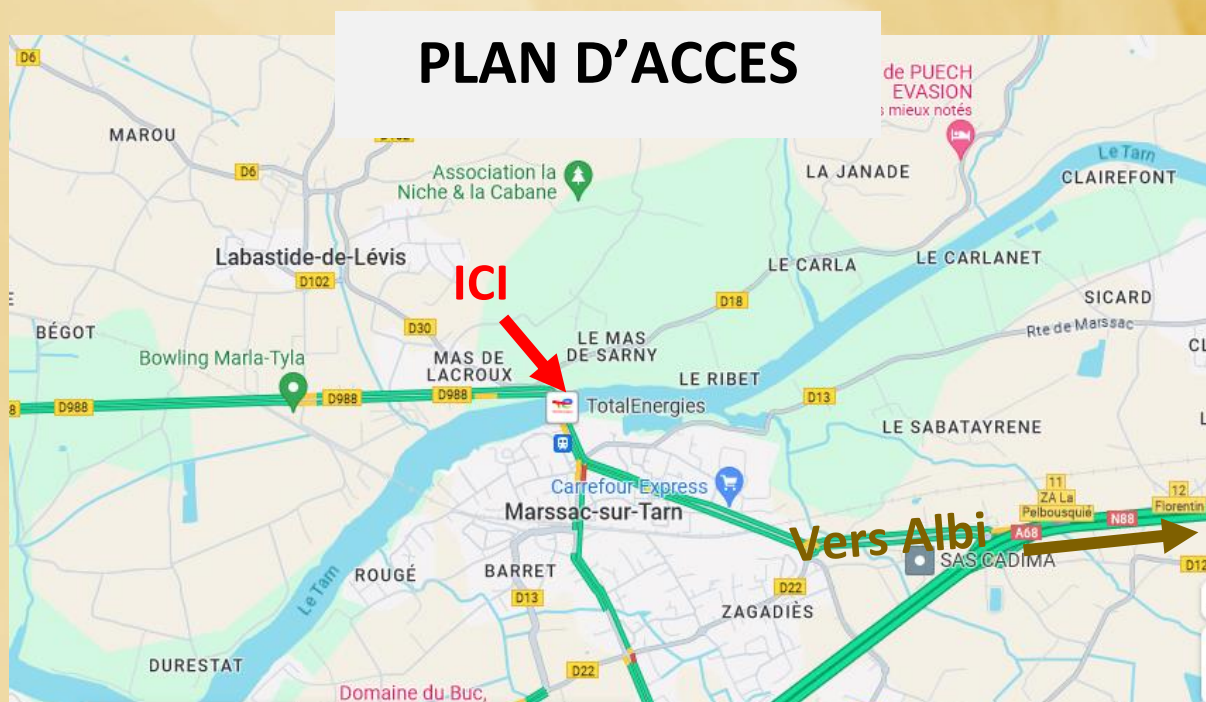 PLAN D’ACCES
D6
de PUECH
EVASION
s mieux notés
MAROU
D6
Association la
Niche & la Cabane
LA JANADE
Le Tarn
CLAIREFONT
Labastide-de-Lévis
D102
LE CARLA
LE CARLANET
ICI
D18
SICARD
BÉGOT
D30
LE MAS
DE SARNY
Rte de Marssac
Bowling Marla-Tyla
MAS DE
LACROUX
LE RIBET
D988
D988
D988
TotalEnergies
D13
LE SABATAYRENE
Carrefour Express
11
ZA La
Pelbousquié
12
Florentin
Marssac-sur-Tarn
N88
A68
Vers Albi
SAS CADIMA
D12
ROUGÉ
BARRET
Le Tarn
D13
D22
ZAGADIÈS
DURESTAT
D22
Domaine du Buc,